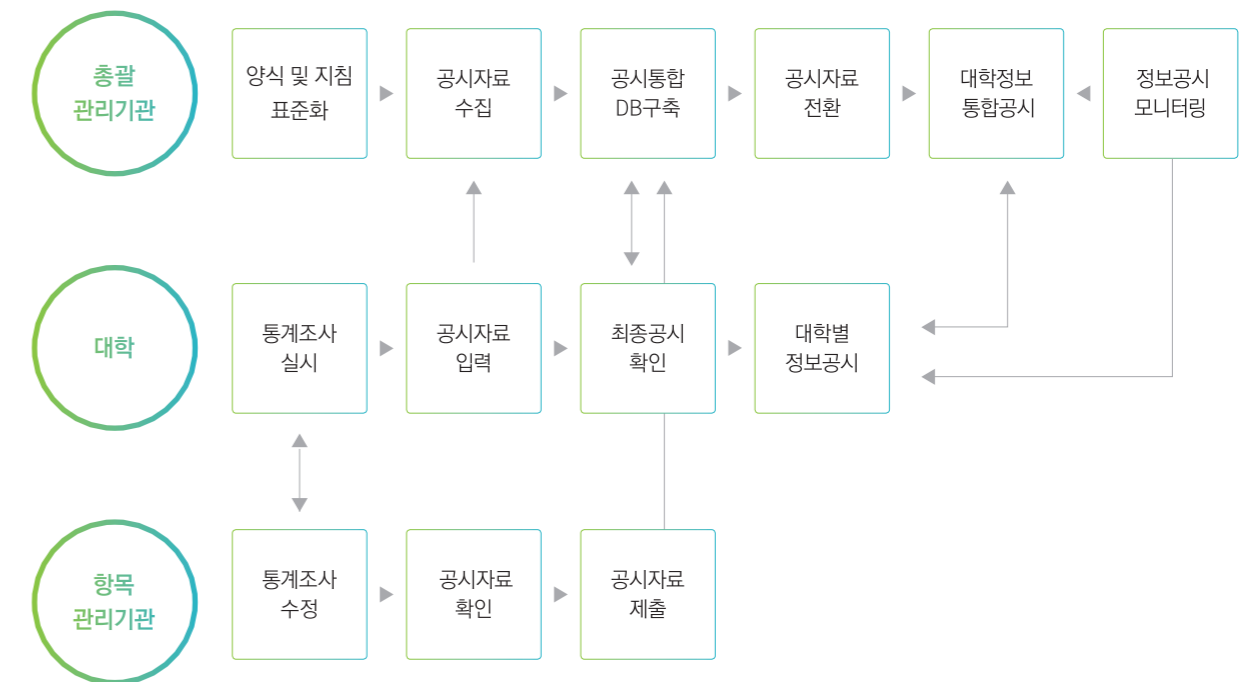 총괄
관리기관
양식 및 지침
표준화
공시자료
수집
공시통합
DB구축
공시자료
전환
대학정보
통합공시
정보공시
모니터링
대학
통계조사
실시
공시자료
입력
최종공시
확인
대학별
정보공시
항목
관리기관
통계조사
수정
공시자료
확인
공시자료
제출